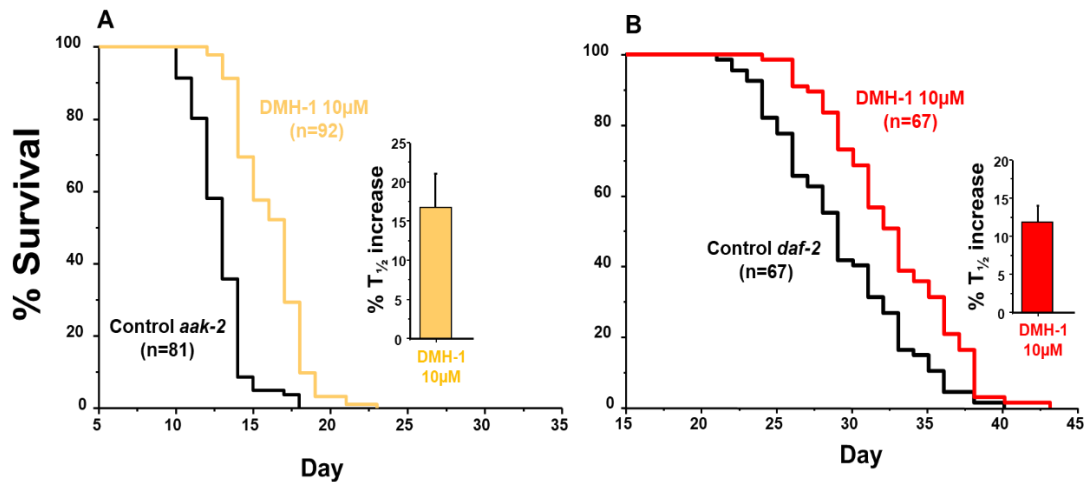 A
B
% Survival
100
80
60
40
20
0
5
10
15
20
25
30
35
Day
DMH-1 10µM
(n=92)
Control aak-2
(n=81)
% T½ increase
25
20
15
10
5
0
DMH-1
10µM
100
80
60
40
20
0
15
20
25
30
35
40
45
Day
DMH-1 10µM
(n=67)
Control daf-2
(n=67)
% T½ increase
20
15
10
5
0
DMH-1
10µM